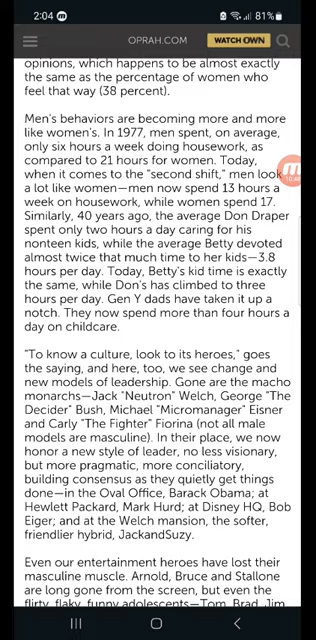 2:04 81%
OPRAH.COM WATCH OWN
opinions, which happens to be almost exactly
the same as the percentage of women who
feel that way (38 percent).
Men's behaviors are becoming more and more
like women's. In 1977, men spent, on average,
only six hours a week doing housework, as
compared to 21 hours for women. Today,
when it comes to the "second shift," men look
a lot like women—men now spend 13 hours a
week on housework, while women spend 17.
Similarly, 40 years ago, the average Don Draper
spent only two hours a day caring for his
nonteen kids, while the average Betty devoted
almost twice that much time to her kids—3.8
hours per day. Today, Betty's kid time is exactly
the same, while Don's has climbed to three
hours per day. Gen Y dads have taken it up a
notch. They now spend more than four hours a
day on childcare.
"To know a culture, look to its heroes," goes
the saying, and here, too, we see change and
new models of leadership. Gone are the macho
monarchs—Jack "Neutron" Welch, George "The
Decider" Bush, Michael "Micromanager" Eisner
and Carly "The Fighter" Fiorina (not all male
models are masculine). In their place, we now
honor a new style of leader, no less visionary,
but more pragmatic, more conciliatory,
building consensus as they quietly get things
done—in the Oval Office, Barack Obama; at
Hewlett Packard, Mark Hurd; at Disney HQ, Bob
Eiger; and at the Welch mansion, the softer,
friendlier hybrid, JackandSuzy.
Even our entertainment heroes have lost their
masculine muscle. Arnold, Bruce and Stallone
are long gone from the screen, but even the
flirty, flaky, funny adolescents—Tom, Brad, Jim